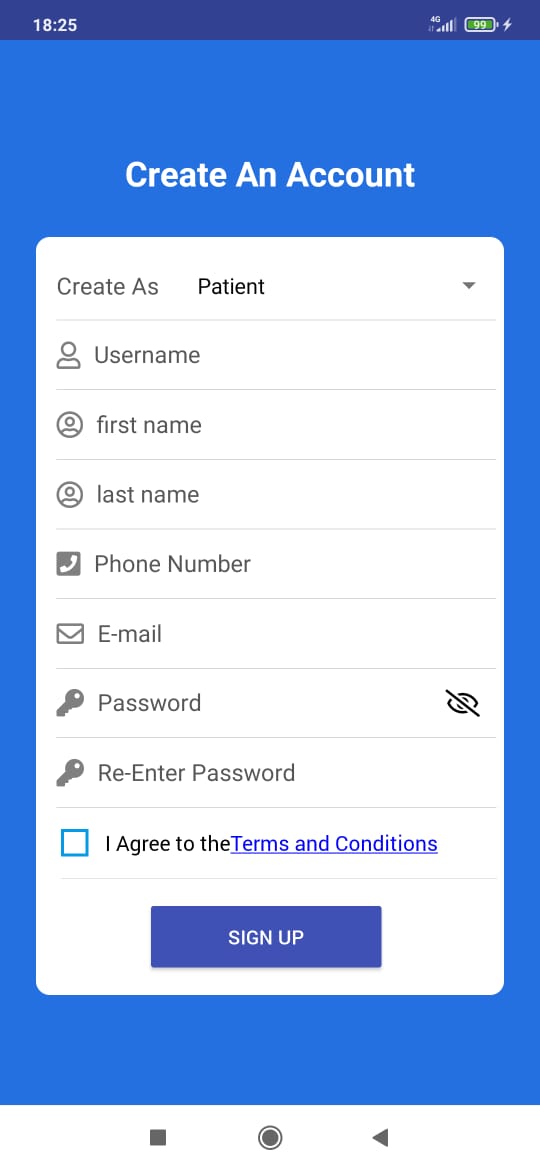 18:25
4G
99
Create An Account
Create As Patient
Username
first name
last name
Phone Number
E-mail
Password
Re-Enter Password
I Agree to theTerms and Conditions
SIGN UP